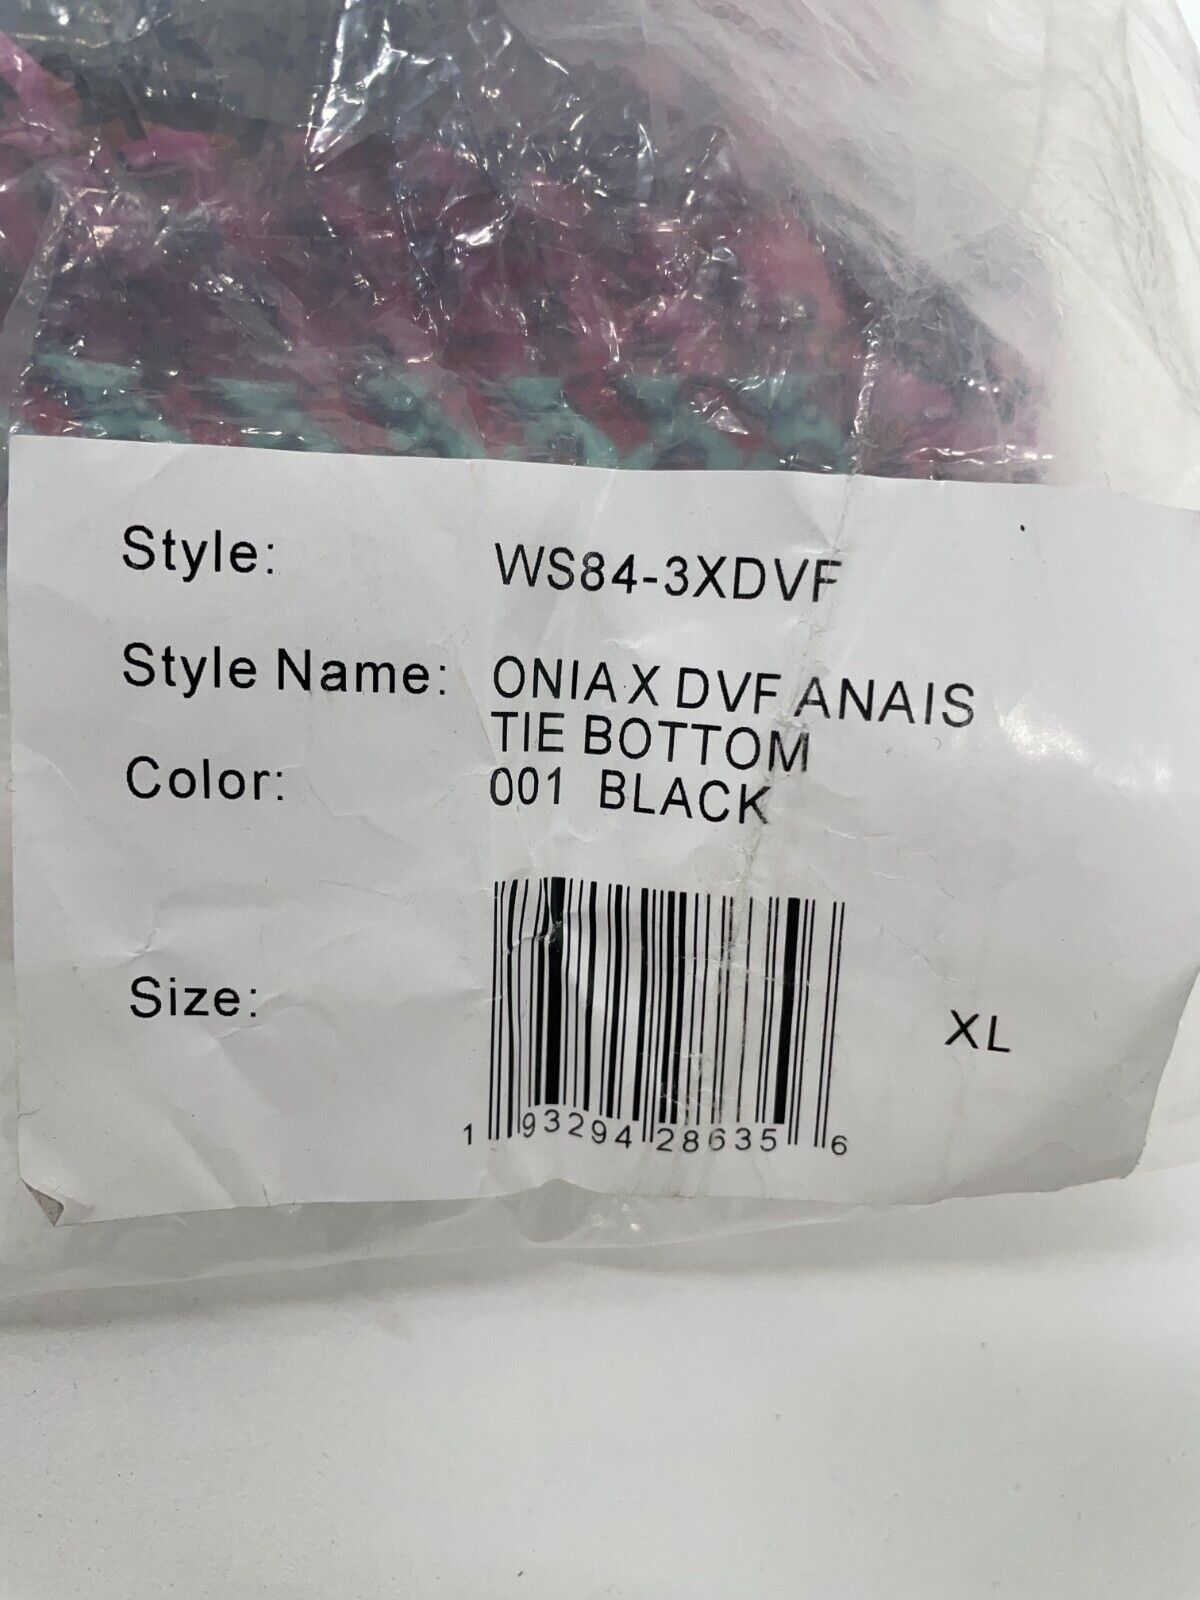 Style: WS84-3XDVF
Style Name: ONIA X DVF ANAIS
TIE BOTTOM
Color: 001 BLACK
Size: XL
1 93294 28635 6